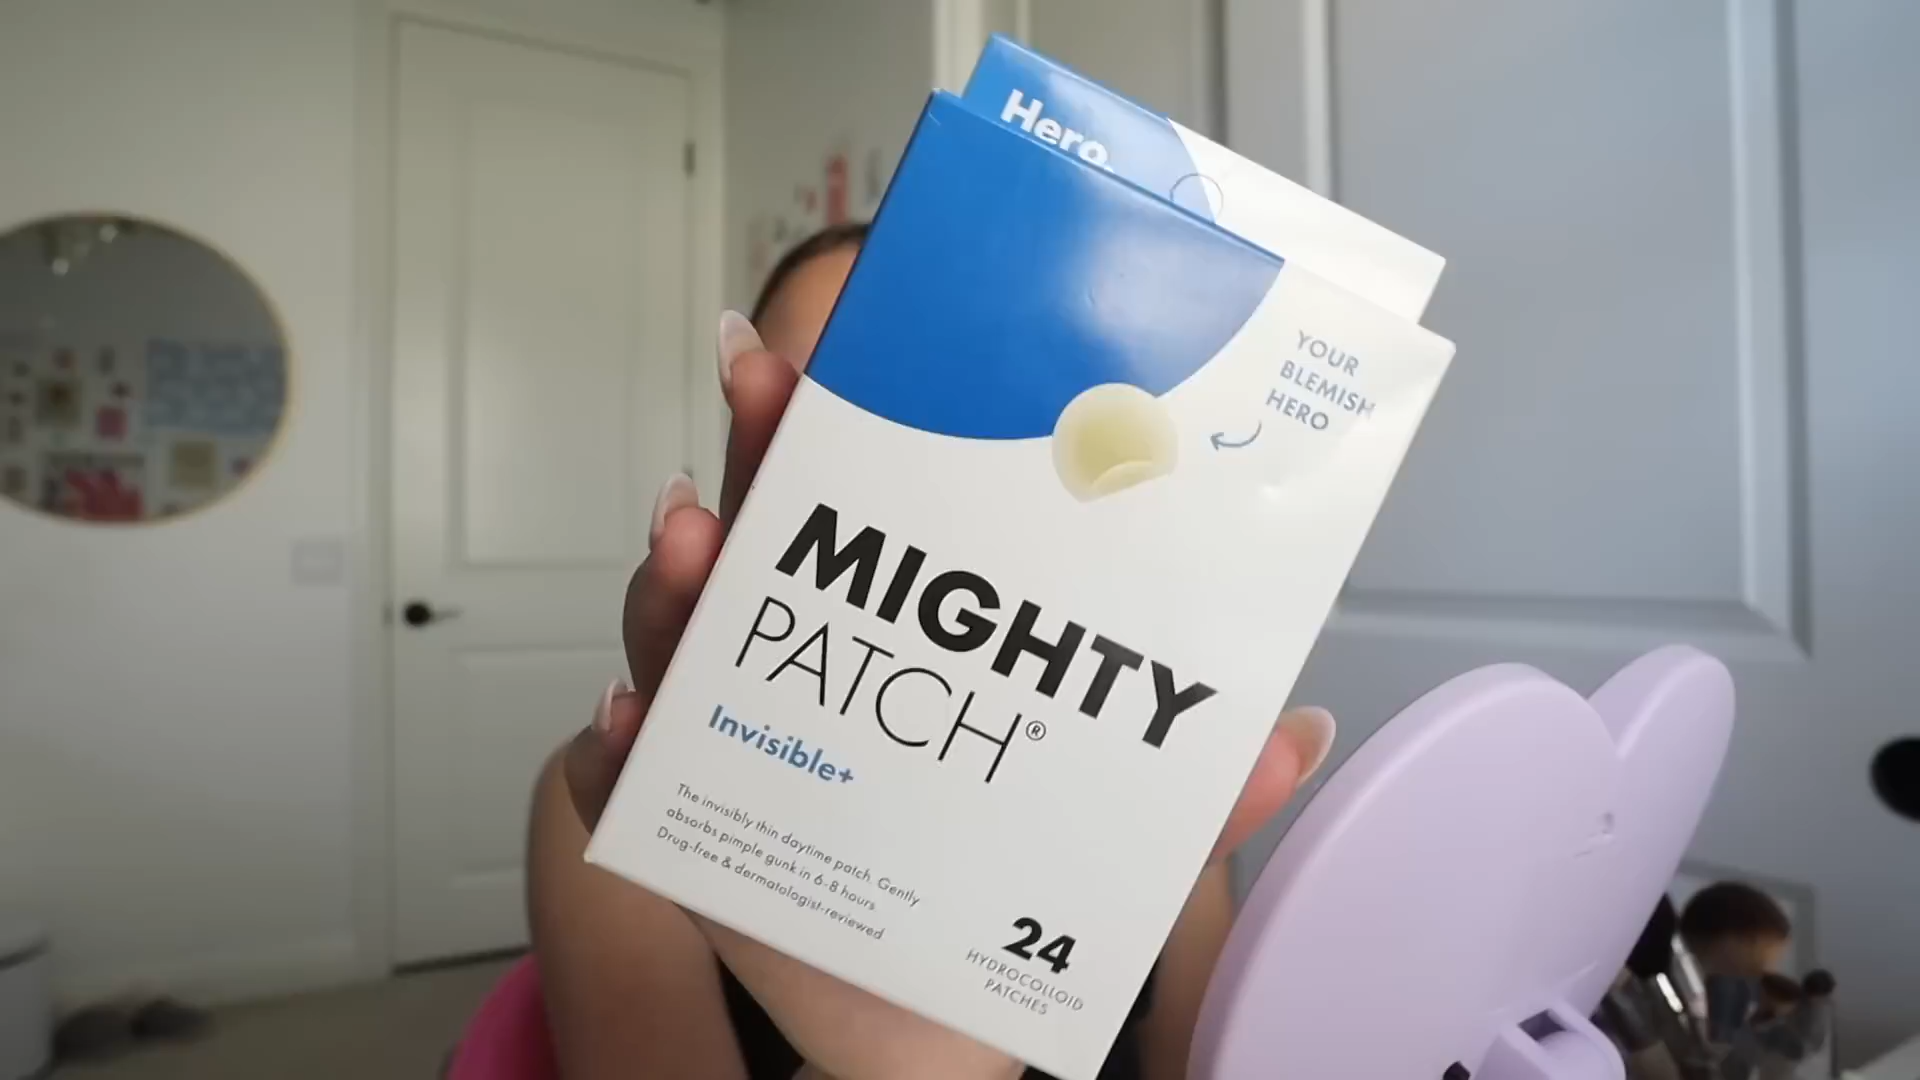 Hero.
YOUR
BLEMISH
HERO
MIGHTY
PATCH®
Invisible+
The invisibly thin daytime patch. Gently
absorbs pimple gunk in 6-8 hours.
Drug-free & dermatologist-reviewed
24
HYDROCOLLOID
PATCHES